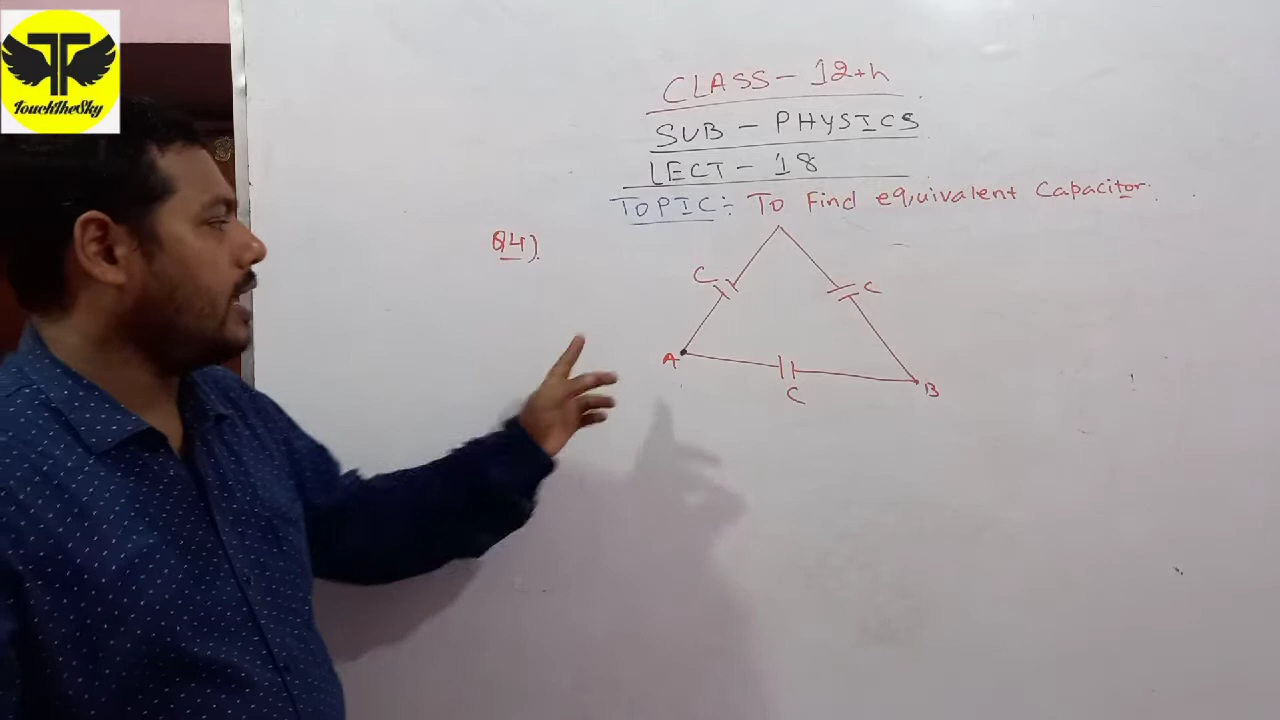 TouchTheSky
CLASS - 12th
SUB - PHYSICS
LECT - 18
TOPIC :- To Find equivalent Capacitor.
Q4).
C
C
A
B
C